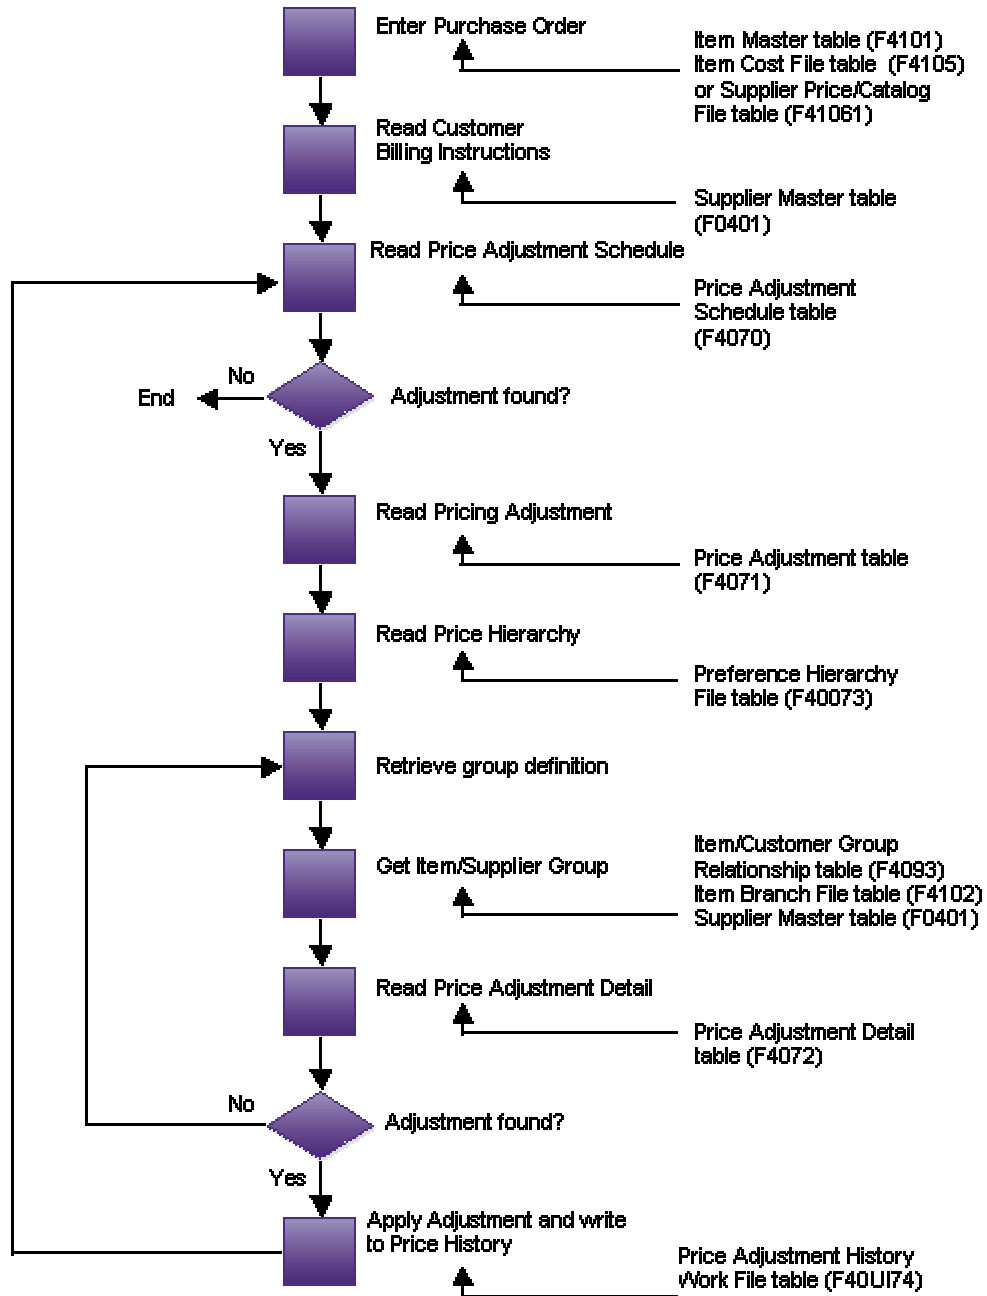 Enter Purchase Order
Item Master table (F4101)
Item Cost File table (F4105)
or Supplier Price/Catalog
File table (F41061)
Read Customer
Billing Instructions
Supplier Master table
(F0401)
Read Price Adjustment Schedule
Price Adjustment
Schedule table
(F4070)
No
End
Adjustment found?
Yes
Read Pricing Adjustment
Price Adjustment table
(F4071)
Read Price Hierarchy
Preference Hierarchy
File table (F40073)
Retrieve group definition
Get Item/Supplier Group
Item/Customer Group
Relationship table (F4093)
Item Branch File table (F4102)
Supplier Master table (F0401)
Read Price Adjustment Detail
Price Adjustment Detail
table (F4072)
No
Adjustment found?
Yes
Apply Adjustment and write
to Price History
Price Adjustment History
Work File table (F40UI74)